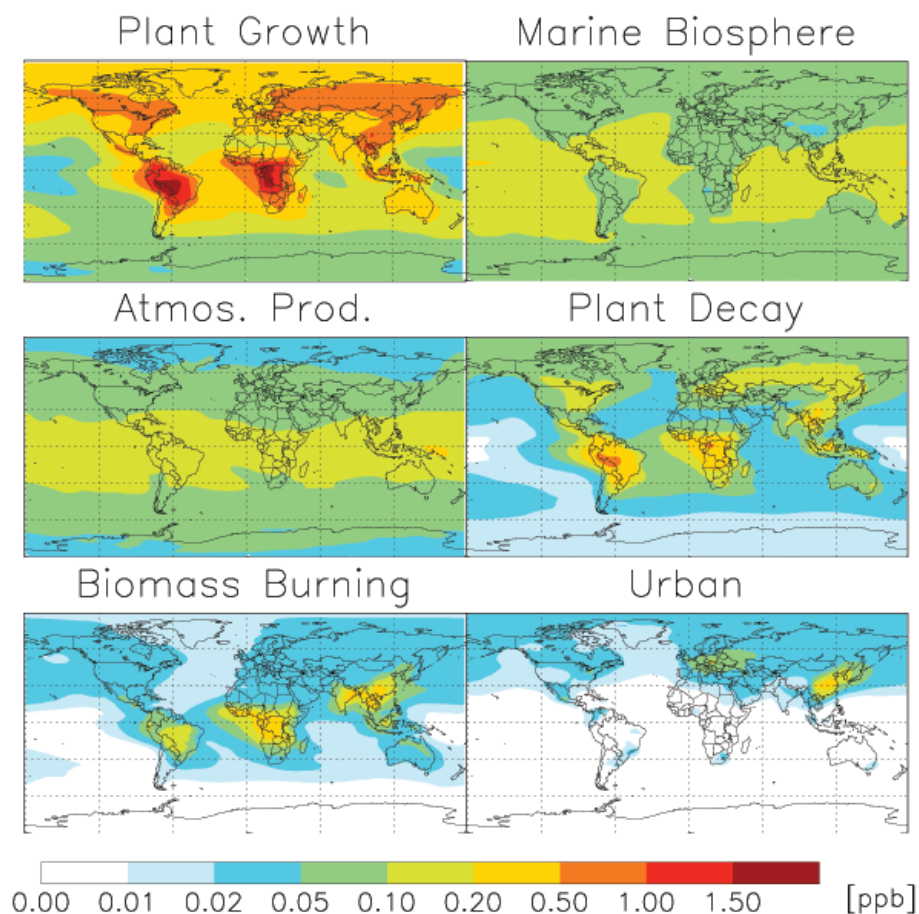 Plant Growth
Marine Biosphere
Atmos. Prod.
Plant Decay
Biomass Burning
Urban
0.00 0.01 0.02 0.05 0.10 0.20 0.50 1.00 1.50 [ppb]